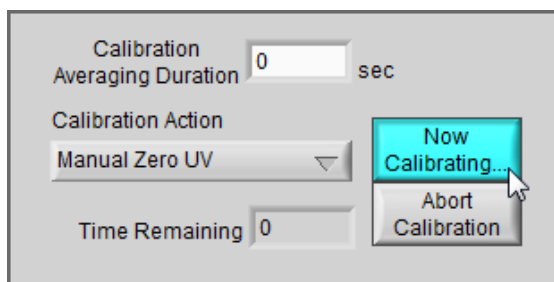 Calibration
Averaging Duration 0 sec
Calibration Action
Manual Zero UV
Now
Calibrating...
Abort
Calibration
Time Remaining 0